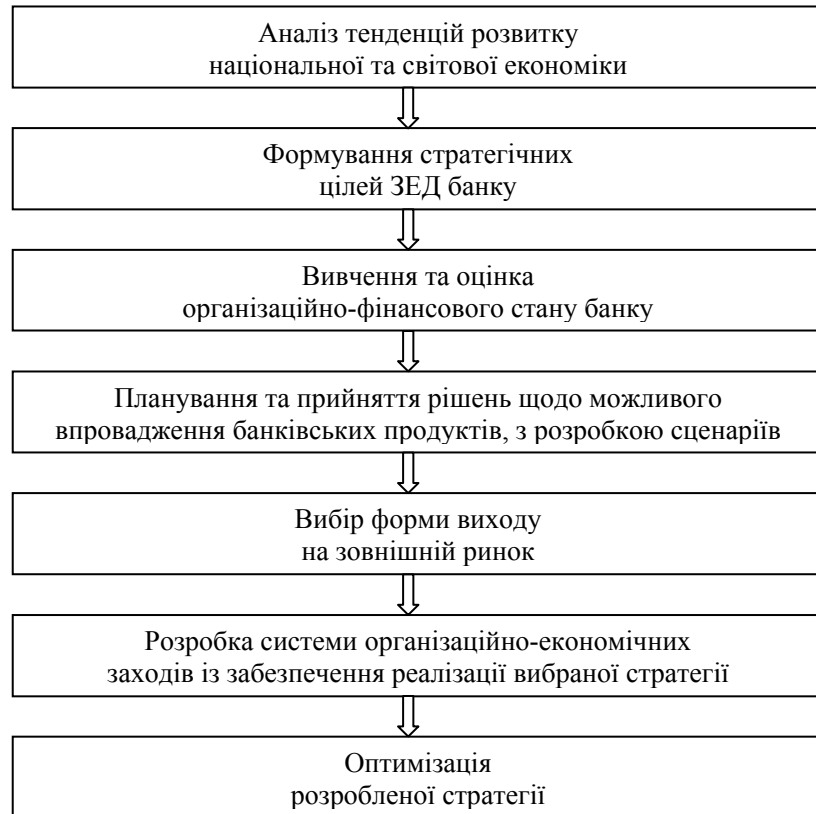 Аналіз тенденцій розвитку
національної та світової економіки
Формування стратегічних
цілей ЗЕД банку
Вивчення та оцінка
організаційно-фінансового стану банку
Планування та прийняття рішень щодо можливого
впровадження банківських продуктів, з розробкою сценаріїв
Вибір форми виходу
на зовнішній ринок
Розробка системи організаційно-економічних
заходів із забезпечення реалізації вибраної стратегії
Оптимізація
розробленої стратегії